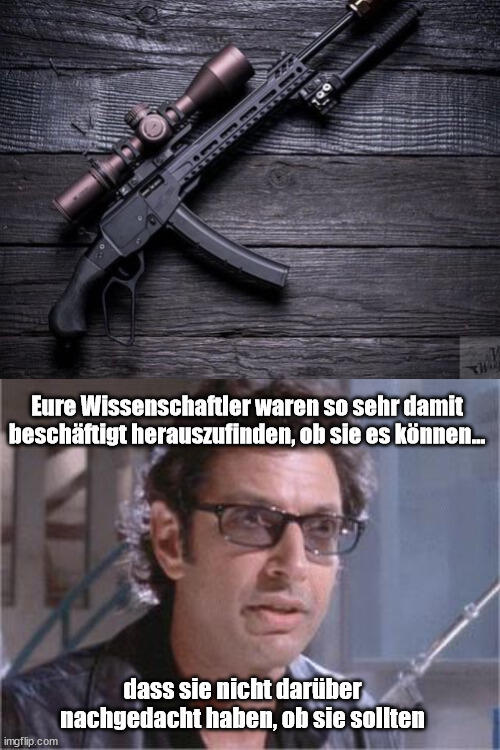 Eure Wissenschaftler waren so sehr damit
beschäftigt herauszufinden, ob sie es können...
dass sie nicht darüber
nachgedacht haben, ob sie sollten
imgflip.com